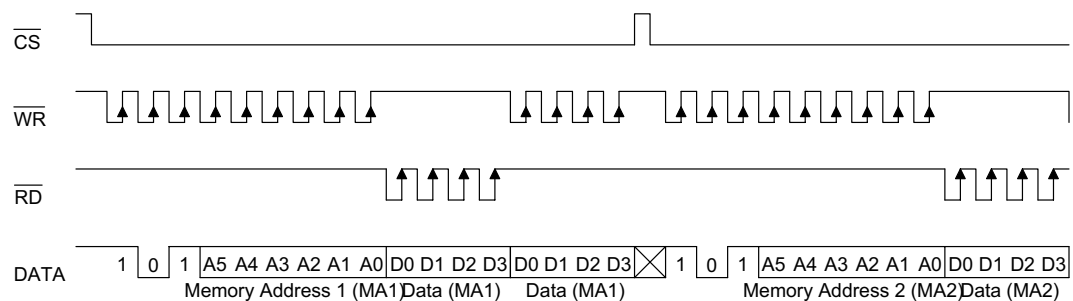 CS
WR
RD
DATA 1 0 1 A5 A4 A3 A2 A1 A0 D0 D1 D2 D3 D0 D1 D2 D3 1 0 1 A5 A4 A3 A2 A1 A0 D0 D1 D2 D3
Memory Address 1 (MA1) Data (MA1) Data (MA1) Memory Address 2 (MA2) Data (MA2)